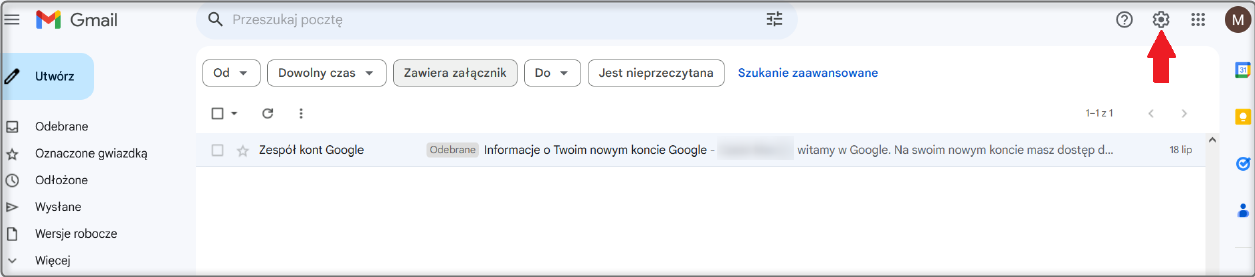 Gmail
Przeszukaj pocztę
M
Utwórz
Od
Dowolny czas
Zawiera załącznik
Do
Jest nieprzeczytana
Szukanie zaawansowane
1–1 z 1
Odebrane
Oznaczone gwiazdką
Odłożone
Wysłane
Wersje robocze
Więcej
Zespół kont Google Odebrane Informacje o Twoim nowym koncie Google - witamy w Google. Na swoim nowym koncie masz dostęp d... 18 lip
31